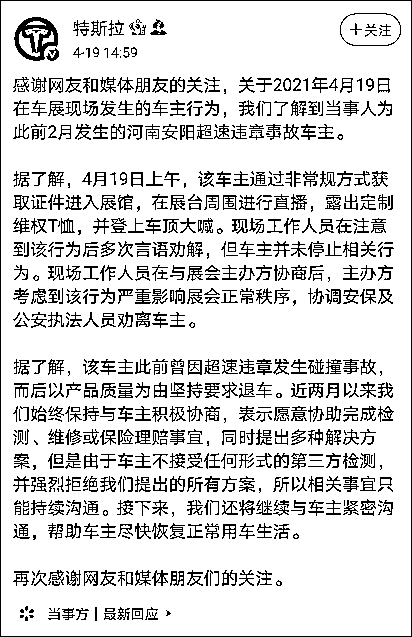 特斯拉
4-19 14:59
+关注
感谢网友和媒体朋友的关注，关于2021年4月19日
在车展现场发生的车主行为，我们了解到当事人为
此前2月发生的河南安阳超速违章事故车主。
据了解，4月19日上午，该车主通过非常规方式获
取证件进入展馆，在展台周围进行直播，露出定制
维权T恤，并登上车顶大喊。现场工作人员在注意
到该行为后多次言语劝解，但车主并未停止相关行
为。现场工作人员在与展会主办方协商后，主办方
考虑到该行为严重影响展会正常秩序，协调安保及
公安执法人员劝离车主。
据了解，该车主此前曾因超速违章发生碰撞事故，
而后以产品质量为由坚持要求退车。近两月以来我
们始终保持与车主积极协商，表示愿意协助完成检
测、维修或保险理赔事宜，同时提出多种解决方
案，但是由于车主不接受任何形式的第三方检测，
并强烈拒绝我们提出的所有方案，所以相关事宜只
能持续沟通。接下来，我们还将继续与车主紧密沟
通，帮助车主尽快恢复正常用车生活。
再次感谢网友和媒体朋友们的关注。
当事方 | 最新回应